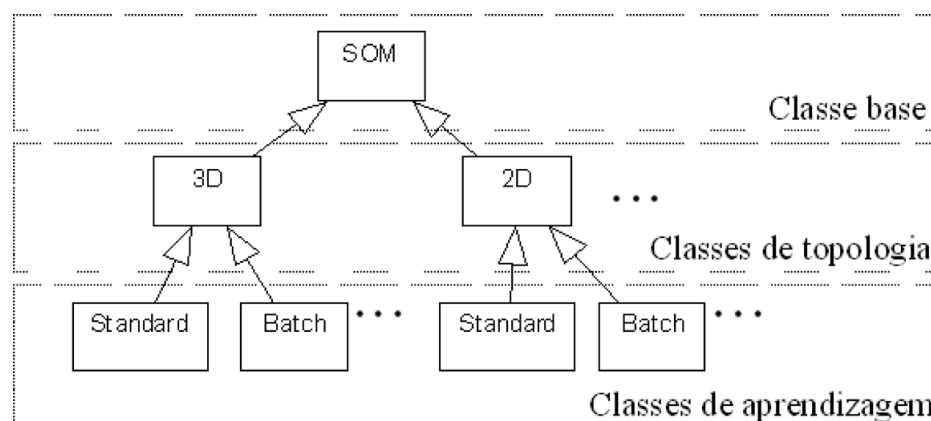 SOM
Classe base
3D
2D
...
Classes de topologia
Standard
Batch
...
Standard
Batch
...
Classes de aprendizagem